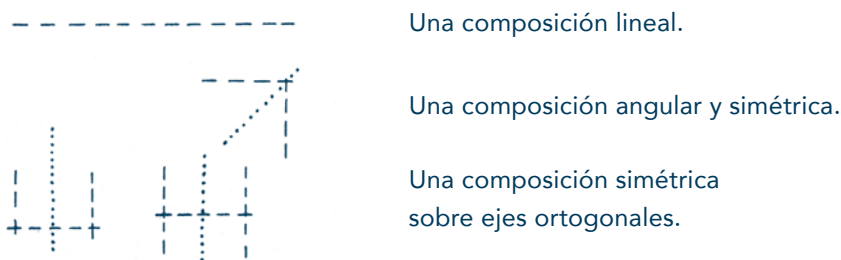 Una composición lineal.
Una composición angular y simétrica.
Una composición simétrica
sobre ejes ortogonales.